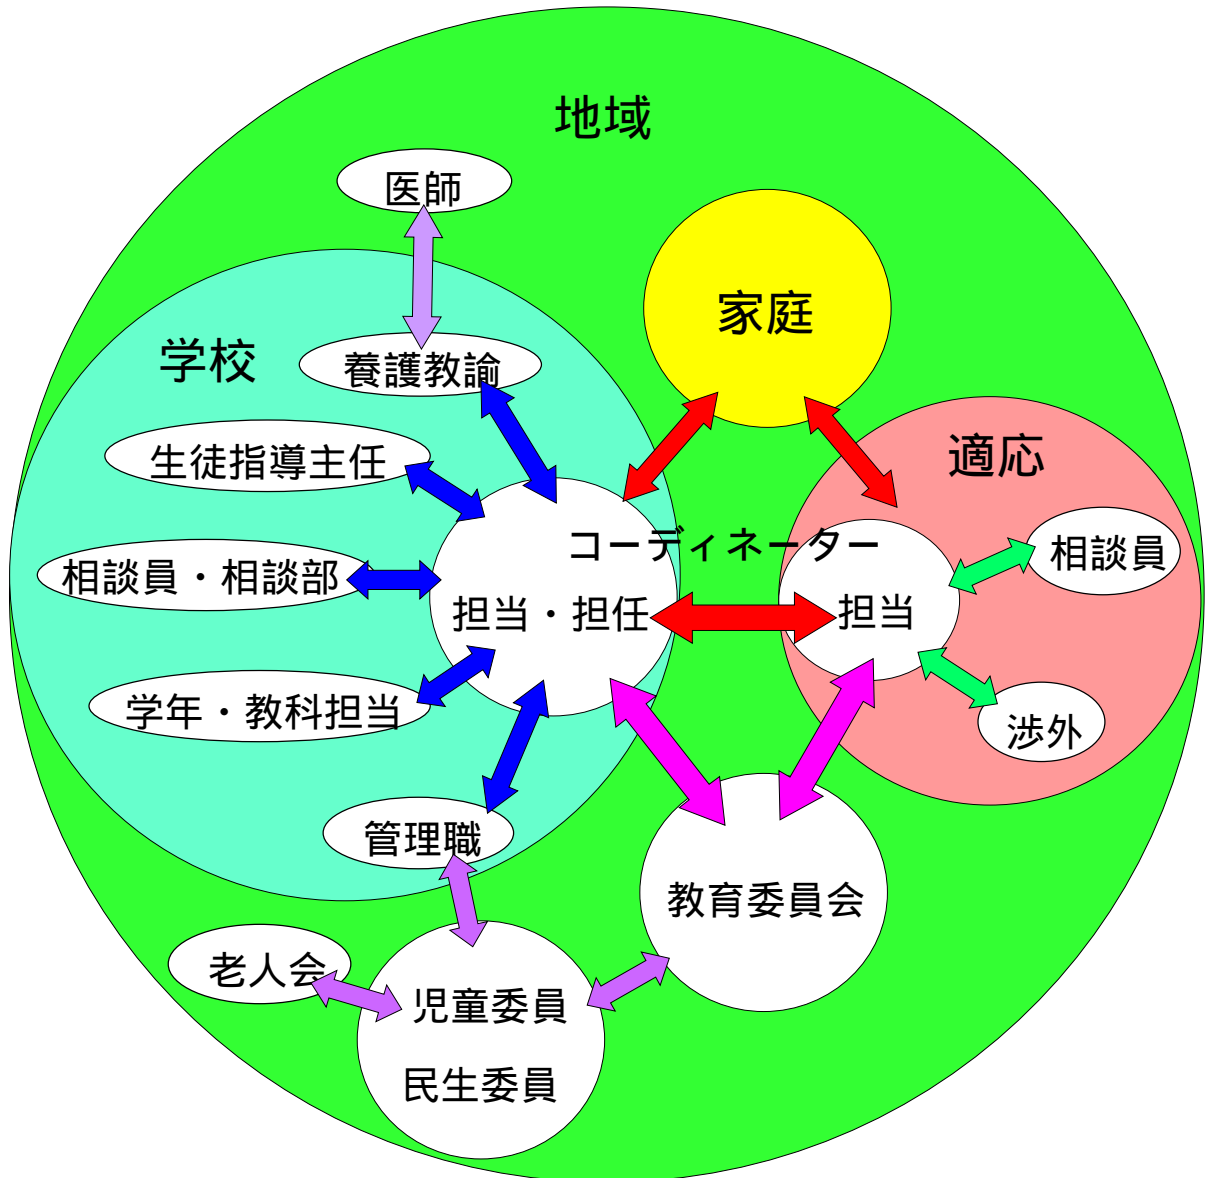 地域
医師
家庭
学校
養護教諭
適応
生徒指導主任
コーディネーター
相談員
相談員・相談部
担当・担任
担当
学年・教科担当
渉外
管理職
教育委員会
老人会
児童委員
民生委員